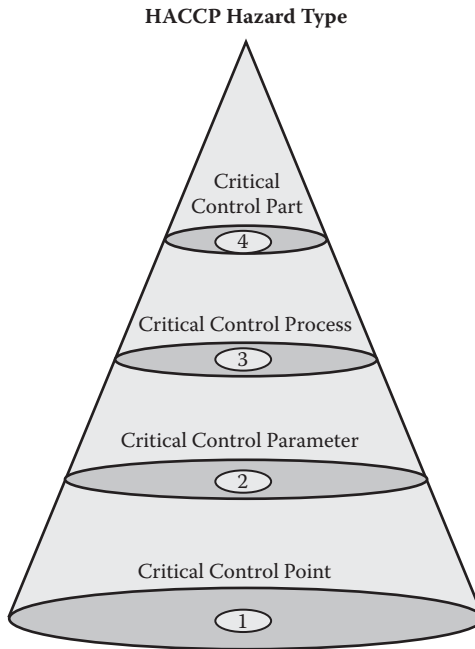 HACCP Hazard Type
Critical
Control Part
4
Critical Control Process
3
Critical Control Parameter
2
Critical Control Point
1